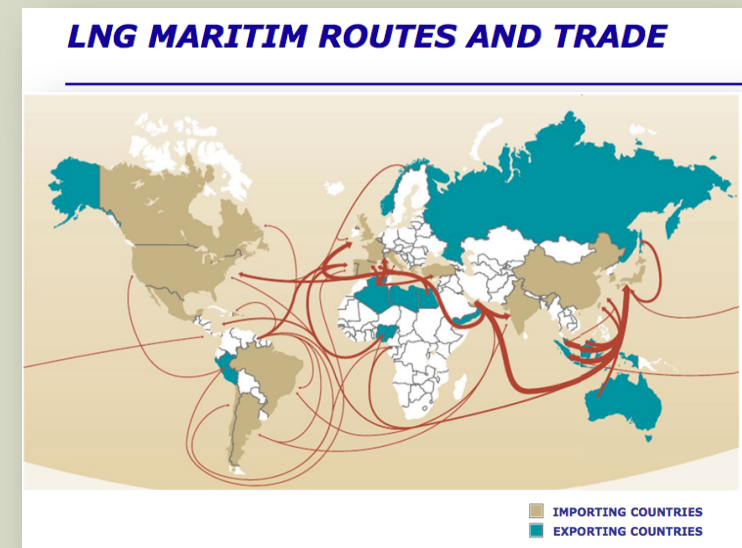 LNG MARITIM ROUTES AND TRADE
IMPORTING COUNTRIES
EXPORTING COUNTRIES